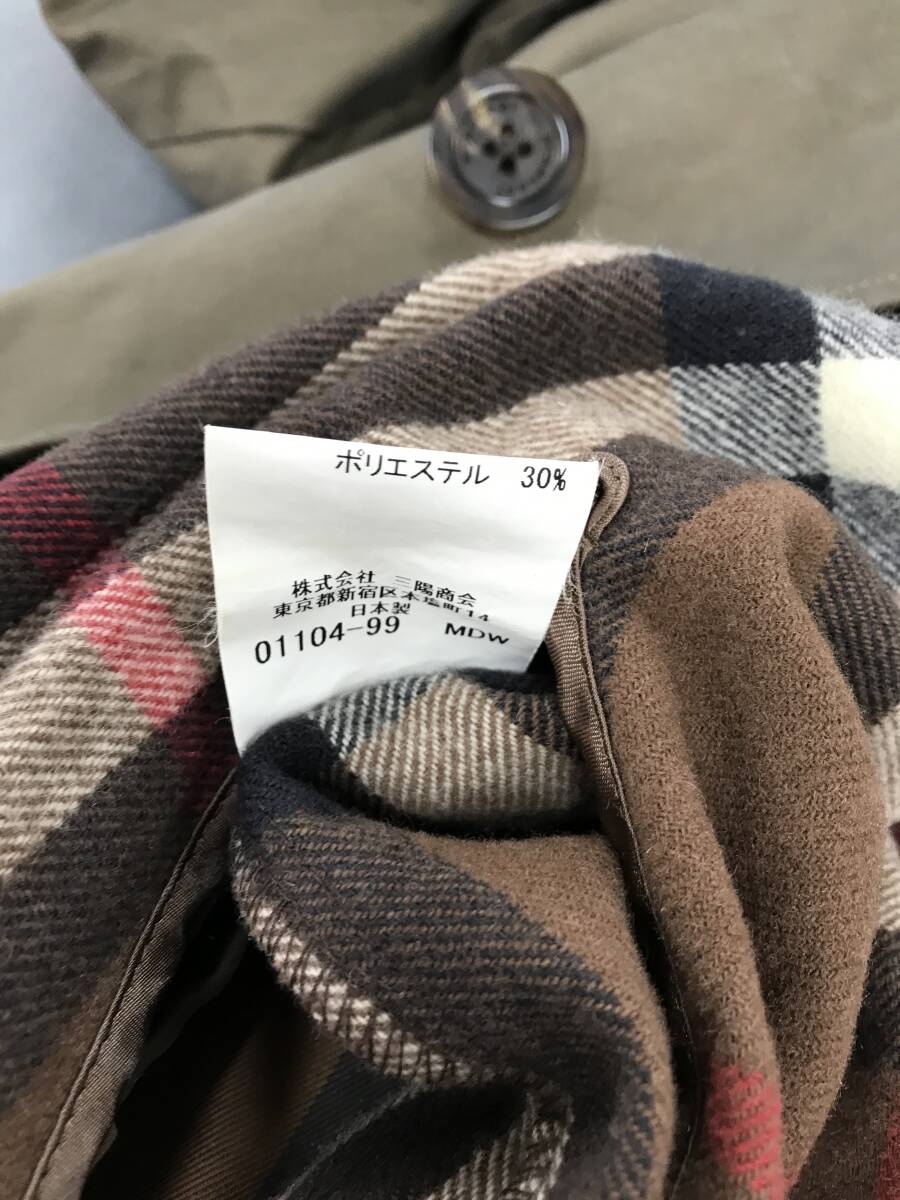 ポリエステル 30%
株式会社 三陽商会
東京都新宿区本塩町14
日本製
01104-99 MDW